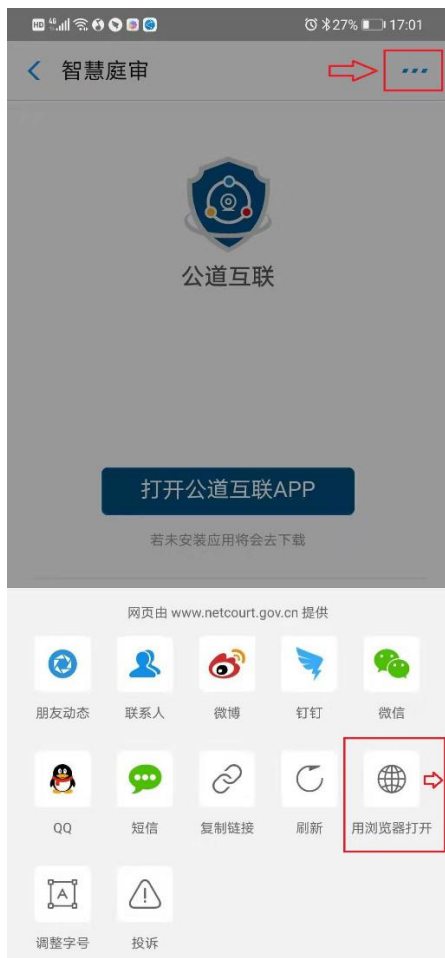 HD 4G 27% 17:01
智慧庭审
公道互联
打开公道互联APP
若未安装应用将会去下载
网页由 www.netcourt.gov.cn 提供
朋友动态 联系人 微博 钉钉 微信
QQ 短信 复制链接 刷新 用浏览器打开
A
调整字号 投诉